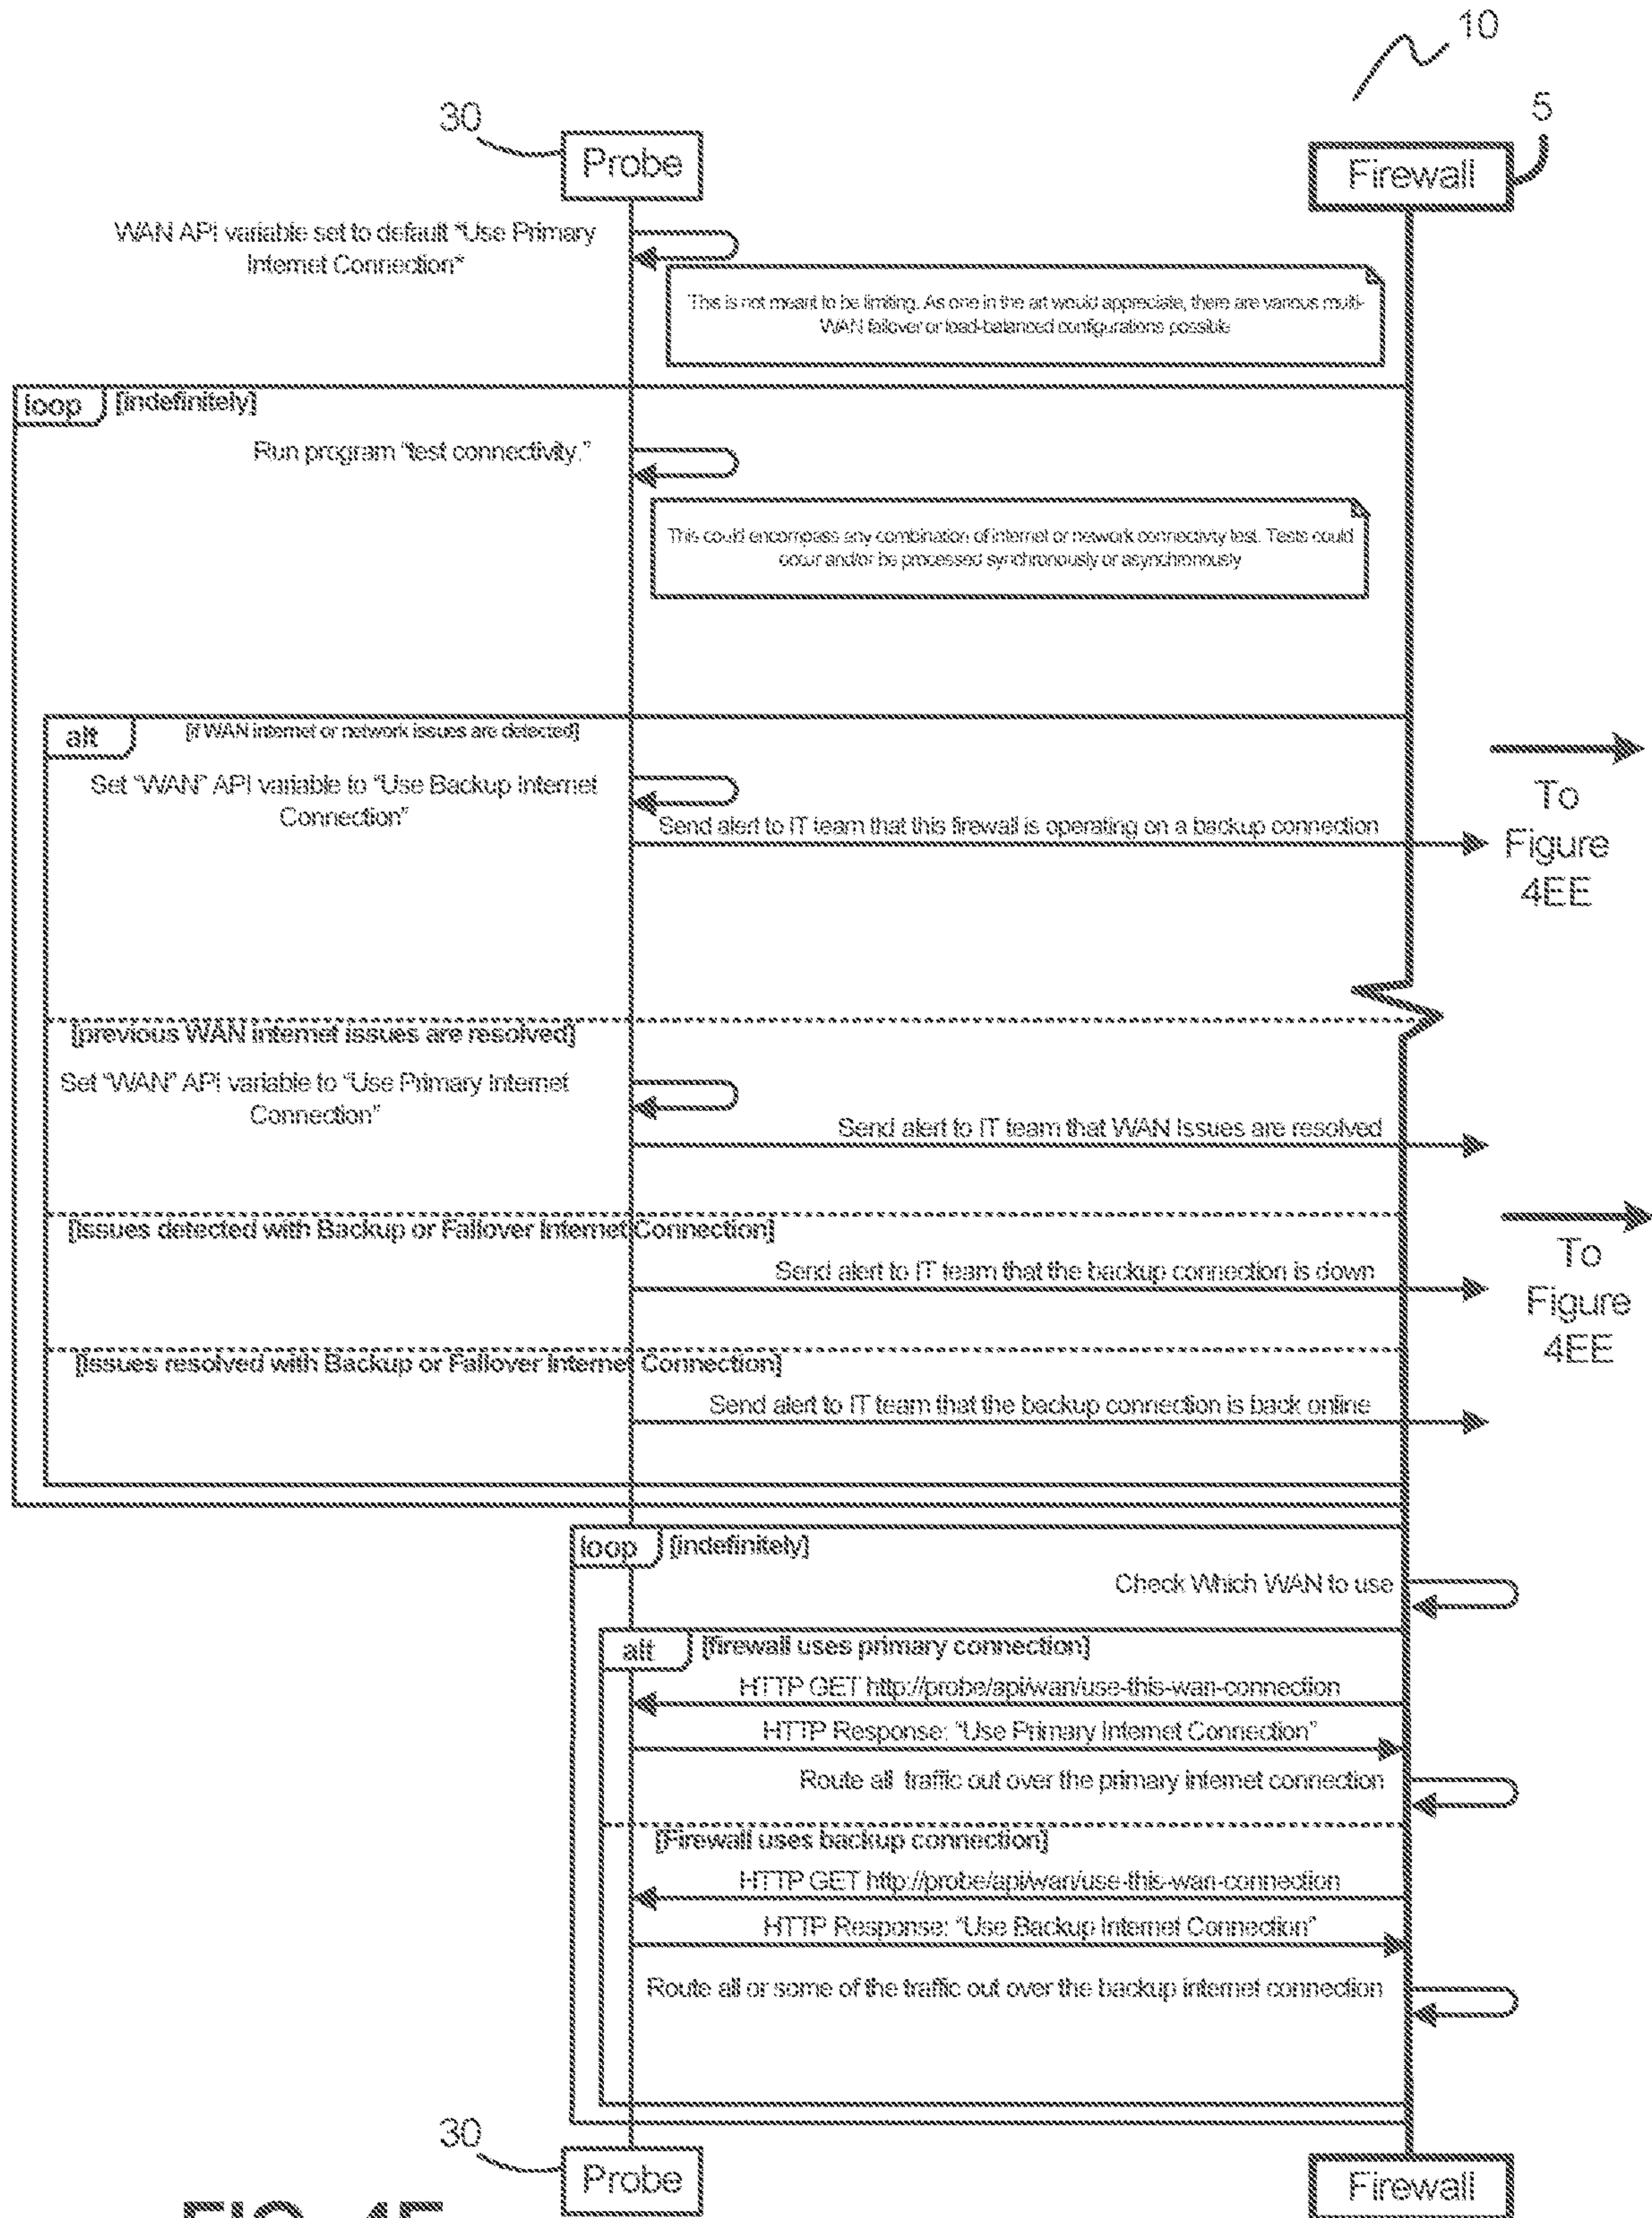 10
30
5
Probe
Firewall
WAN API variable set to default "Use Primary
Internet Connection"
This is not meant to be limiting. As one in the art would appreciate, there are various multi-
WAN failover or load-balanced configurations possible
loop [indefinitely]
Run program "test connectivity."
This could encompass any combination of internet or network connectivity test. Tests could
occur and/or be processed synchronously or asynchronously
alt [if WAN internet or network issues are detected]
Set "WAN" API variable to "Use Backup Internet
Connection"
Send alert to IT team that this firewall is operating on a backup connection
To
Figure
4EE
[previous WAN internet issues are resolved]
Set "WAN" API variable to "Use Primary Internet
Connection"
Send alert to IT team that WAN Issues are resolved
[Issues detected with Backup or Failover Internet Connection]
Send alert to IT team that the backup connection is down
To
Figure
4EE
[Issues resolved with Backup or Failover Internet Connection]
Send alert to IT team that the backup connection is back online
loop [indefinitely]
Check Which WAN to use
alt [firewall uses primary connection]
HTTP GET http://probe/api/wan/use-this-wan-connection
HTTP Response: "Use Primary Internet Connection"
Route all traffic out over the primary internet connection
[Firewall uses backup connection]
HTTP GET http://probe/api/wan/use-this-wan-connection
HTTP Response: "Use Backup Internet Connection"
Route all or some of the traffic out over the backup internet connection
30
Probe
Firewall